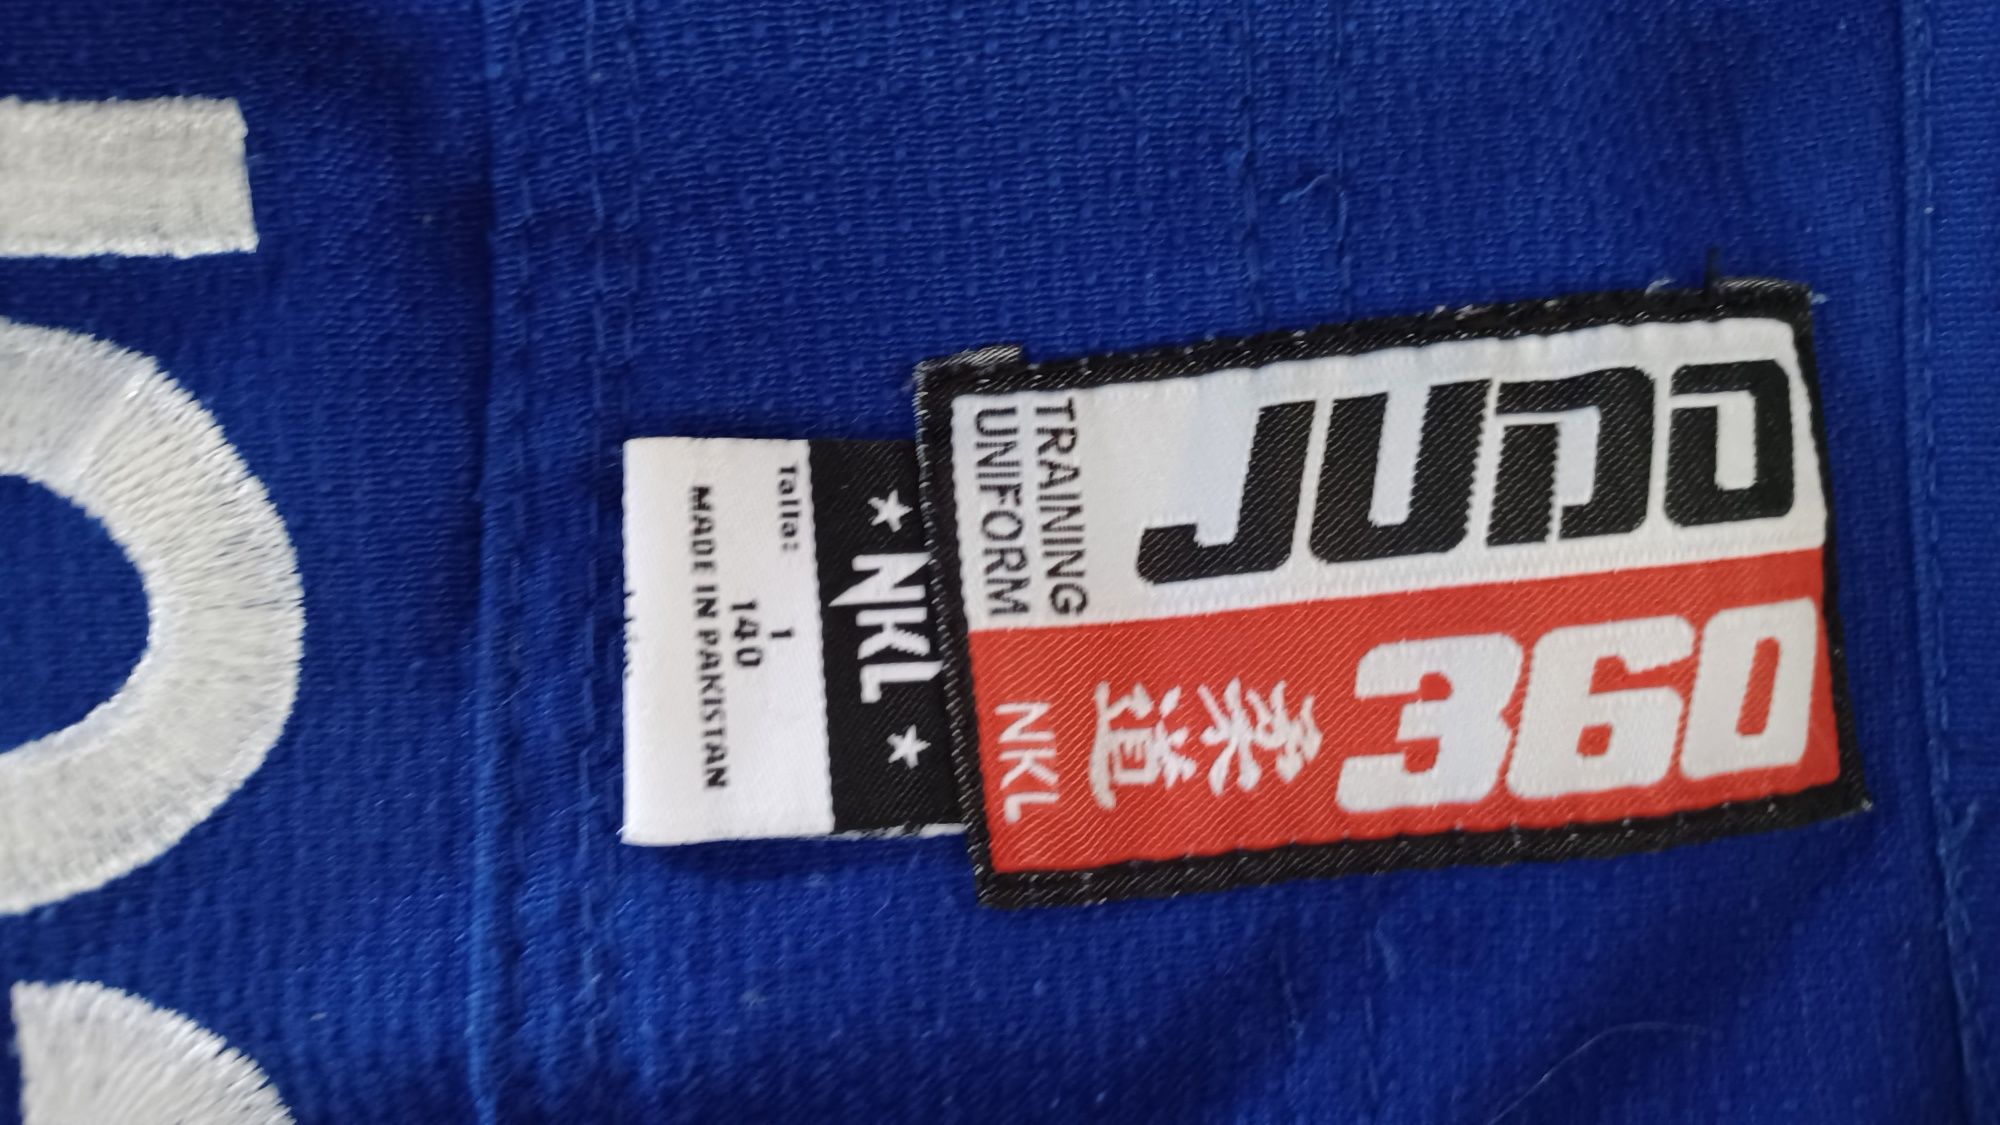 JUDO
360
TRAINING
UNIFORM
柔道
NKL
★ NKL ★
Talla:
1
140
MADE IN PAKISTAN